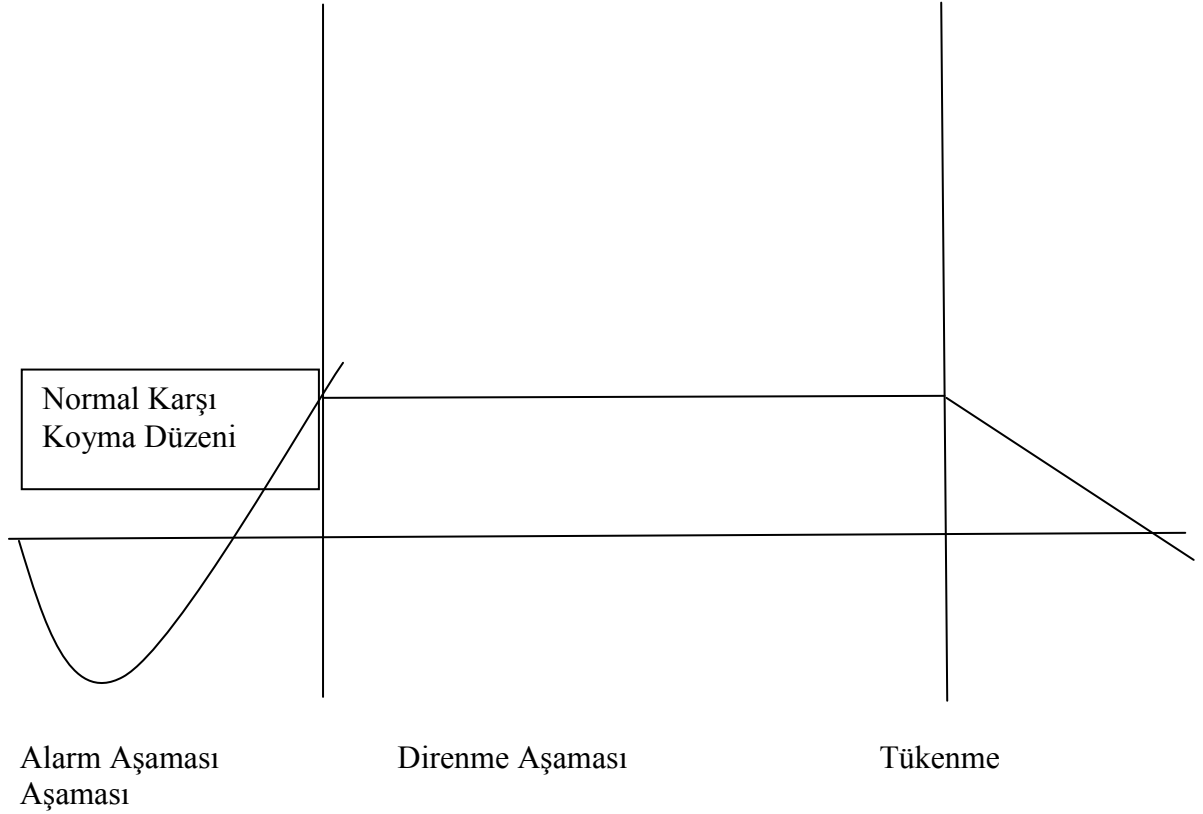 Normal Karşı
Koyma Düzeni
Alarm Aşaması Direnme Aşaması Tükenme
Aşaması